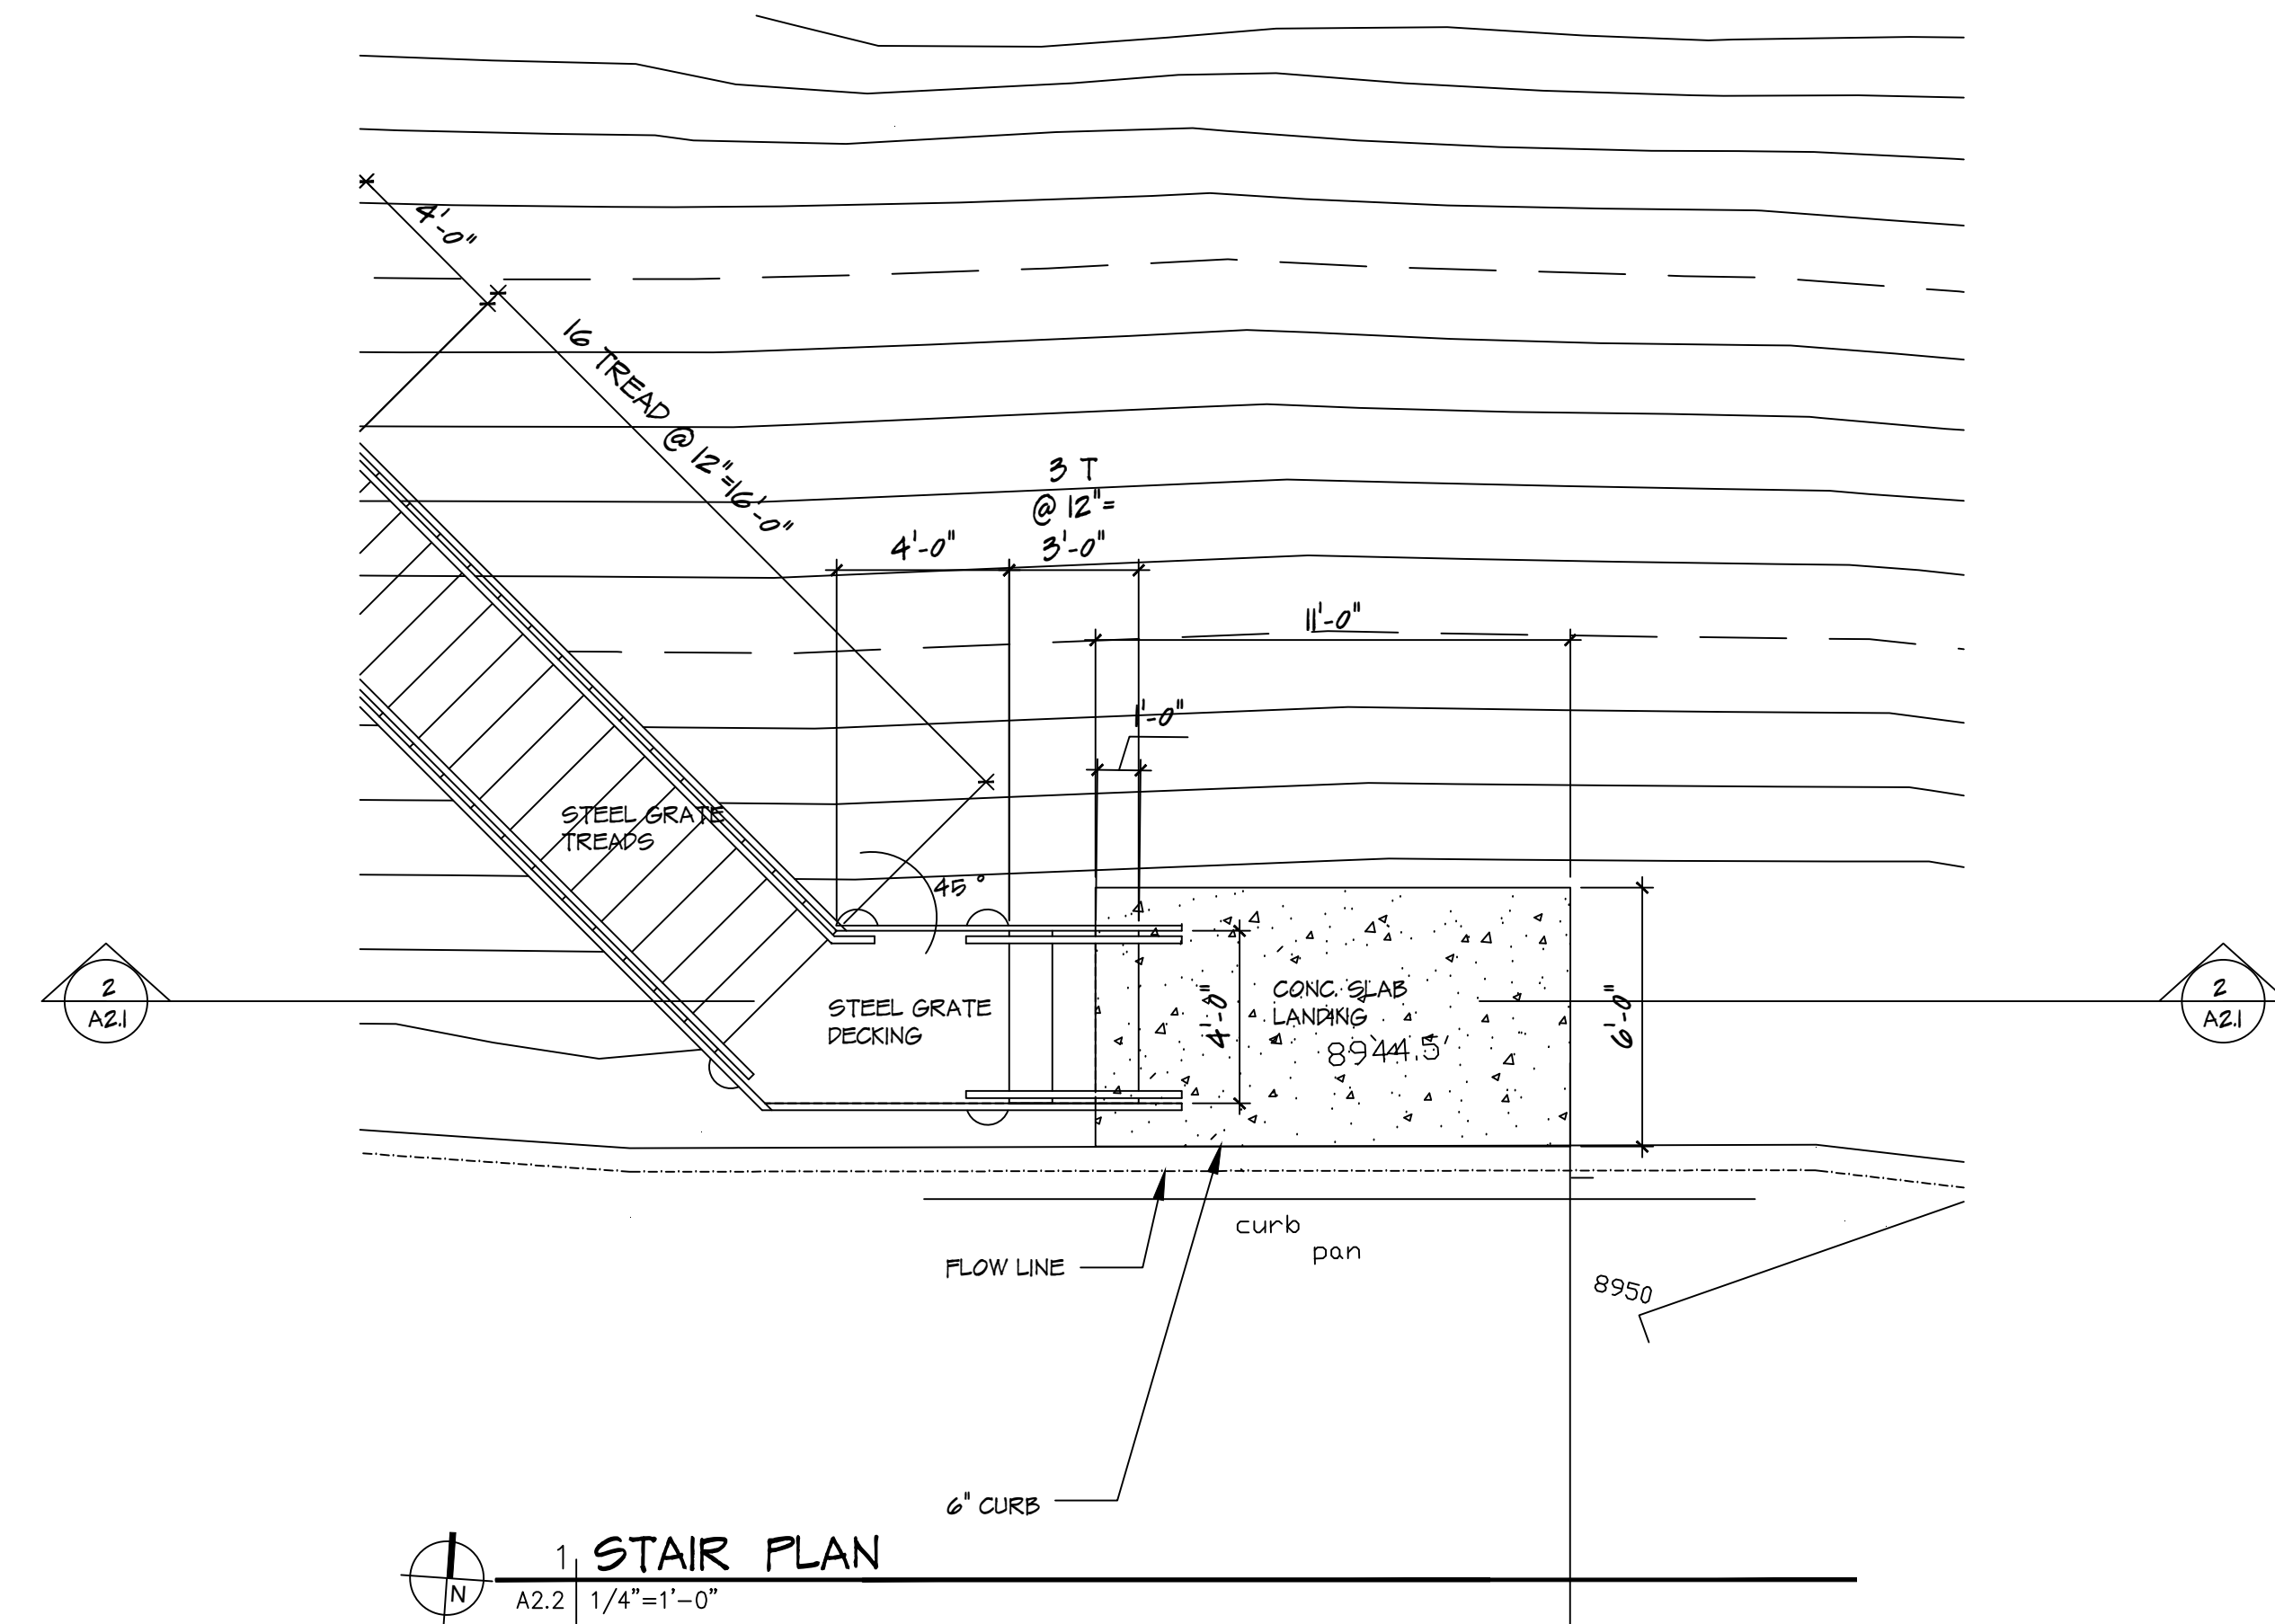 4'-0"
16 TREAD @ 12"=16'-0"
3 T
@ 12"=
4'-0"
3'-0"
11'-0"
1'-0"
STEEL GRATE
TREADS
45°
2
A2.1
STEEL GRATE
DECKING
4'-0"
CONC. SLAB
LANDING
8944.5'
6'-0"
2
A2.1
curb
pan
FLOW LINE
8950
6" CURB
N
1
STAIR PLAN
A2.2
1/4"=1'-0"